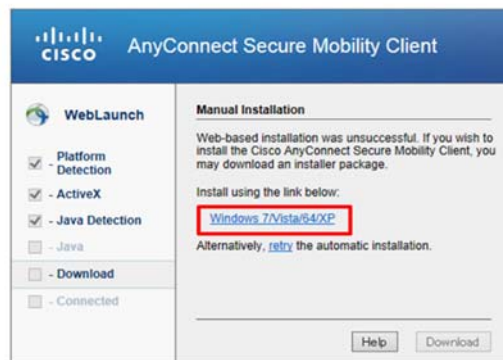 CISCO
AnyConnect Secure Mobility Client
WebLaunch
- Platform
Detection
- ActiveX
- Java Detection
- Java
- Download
- Connected
Manual Installation
Web-based installation was unsuccessful. If you wish to
install the Cisco AnyConnect Secure Mobility Client, you
may download an installer package.
Install using the link below:
Windows 7/Vista/64/XP
Alternatively, retry the automatic installation.
Help
Download